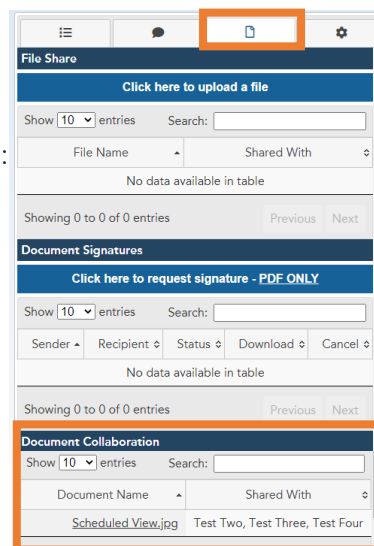 File Share
Click here to upload a file
Show 10 entries Search:
File Name Shared With
No data available in table
Showing 0 to 0 of 0 entries Previous Next
Document Signatures
Click here to request signature - PDF ONLY
Show 10 entries Search:
Sender Recipient Status Download Cancel
No data available in table
Showing 0 to 0 of 0 entries Previous Next
Document Collaboration
Show 10 entries Search:
Document Name Shared With
Scheduled View.jpg Test Two, Test Three, Test Four